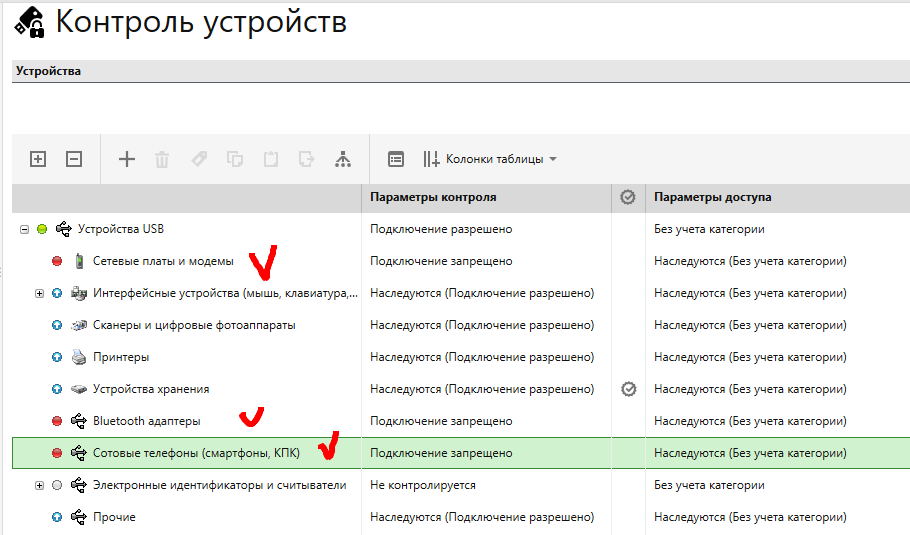 Контроль устройств
Устройства
Колонки таблицы
Параметры контроля Параметры доступа
Устройства USB Подключение разрешено Без учета категории
Сетевые платы и модемы Подключение запрещено Наследуются (Без учета категории)
Интерфейсные устройства (мышь, клавиатура,... Наследуются (Подключение разрешено) Наследуются (Без учета категории)
Сканеры и цифровые фотоаппараты Наследуются (Подключение разрешено) Наследуются (Без учета категории)
Принтеры Наследуются (Подключение разрешено) Наследуются (Без учета категории)
Устройства хранения Наследуются (Подключение разрешено) Наследуются (Без учета категории)
Bluetooth адаптеры Подключение запрещено Наследуются (Без учета категории)
Сотовые телефоны (смартфоны, КПК) Подключение запрещено Наследуются (Без учета категории)
Электронные идентификаторы и считыватели Не контролируется Без учета категории
Прочие Наследуются (Подключение разрешено) Наследуются (Без учета категории)